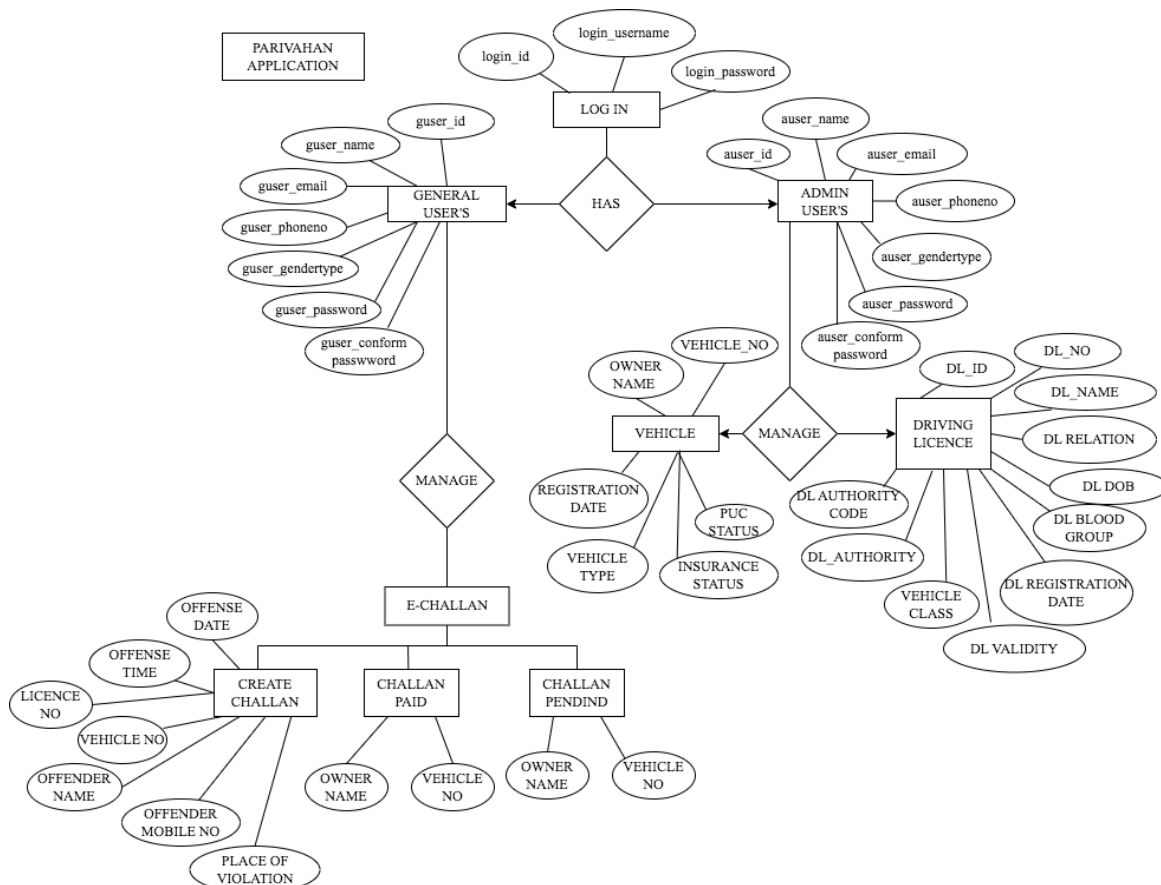 PARIVAHAN
APPLICATION
login_id
login_username
login_password
LOG IN
guser_id
guser_name
guser_email
guser_phoneno
guser_gendertype
guser_password
guser_conform
passwword
GENERAL
USER'S
HAS
auser_name
auser_id
auser_email
ADMIN
USER'S
auser_phoneno
auser_gendertype
auser_password
auser_conform
password
VEHICLE_NO
OWNER
NAME
VEHICLE
MANAGE
REGISTRATION
DATE
PUC
STATUS
VEHICLE
TYPE
INSURANCE
STATUS
DL_ID
DL_NO
DL_NAME
DRIVING
LICENCE
DL RELATION
DL DOB
DL AUTHORITY
CODE
DL BLOOD
GROUP
DL_AUTHORITY
VEHICLE
CLASS
DL REGISTRATION
DATE
DL VALIDITY
MANAGE
E-CHALLAN
OFFENSE
DATE
OFFENSE
TIME
LICENCE
NO
CREATE
CHALLAN
VEHICLE NO
OFFENDER
NAME
OFFENDER
MOBILE NO
PLACE OF
VIOLATION
CHALLAN
PAID
OWNER
NAME
VEHICLE
NO
CHALLAN
PENDIND
OWNER
NAME
VEHICLE
NO